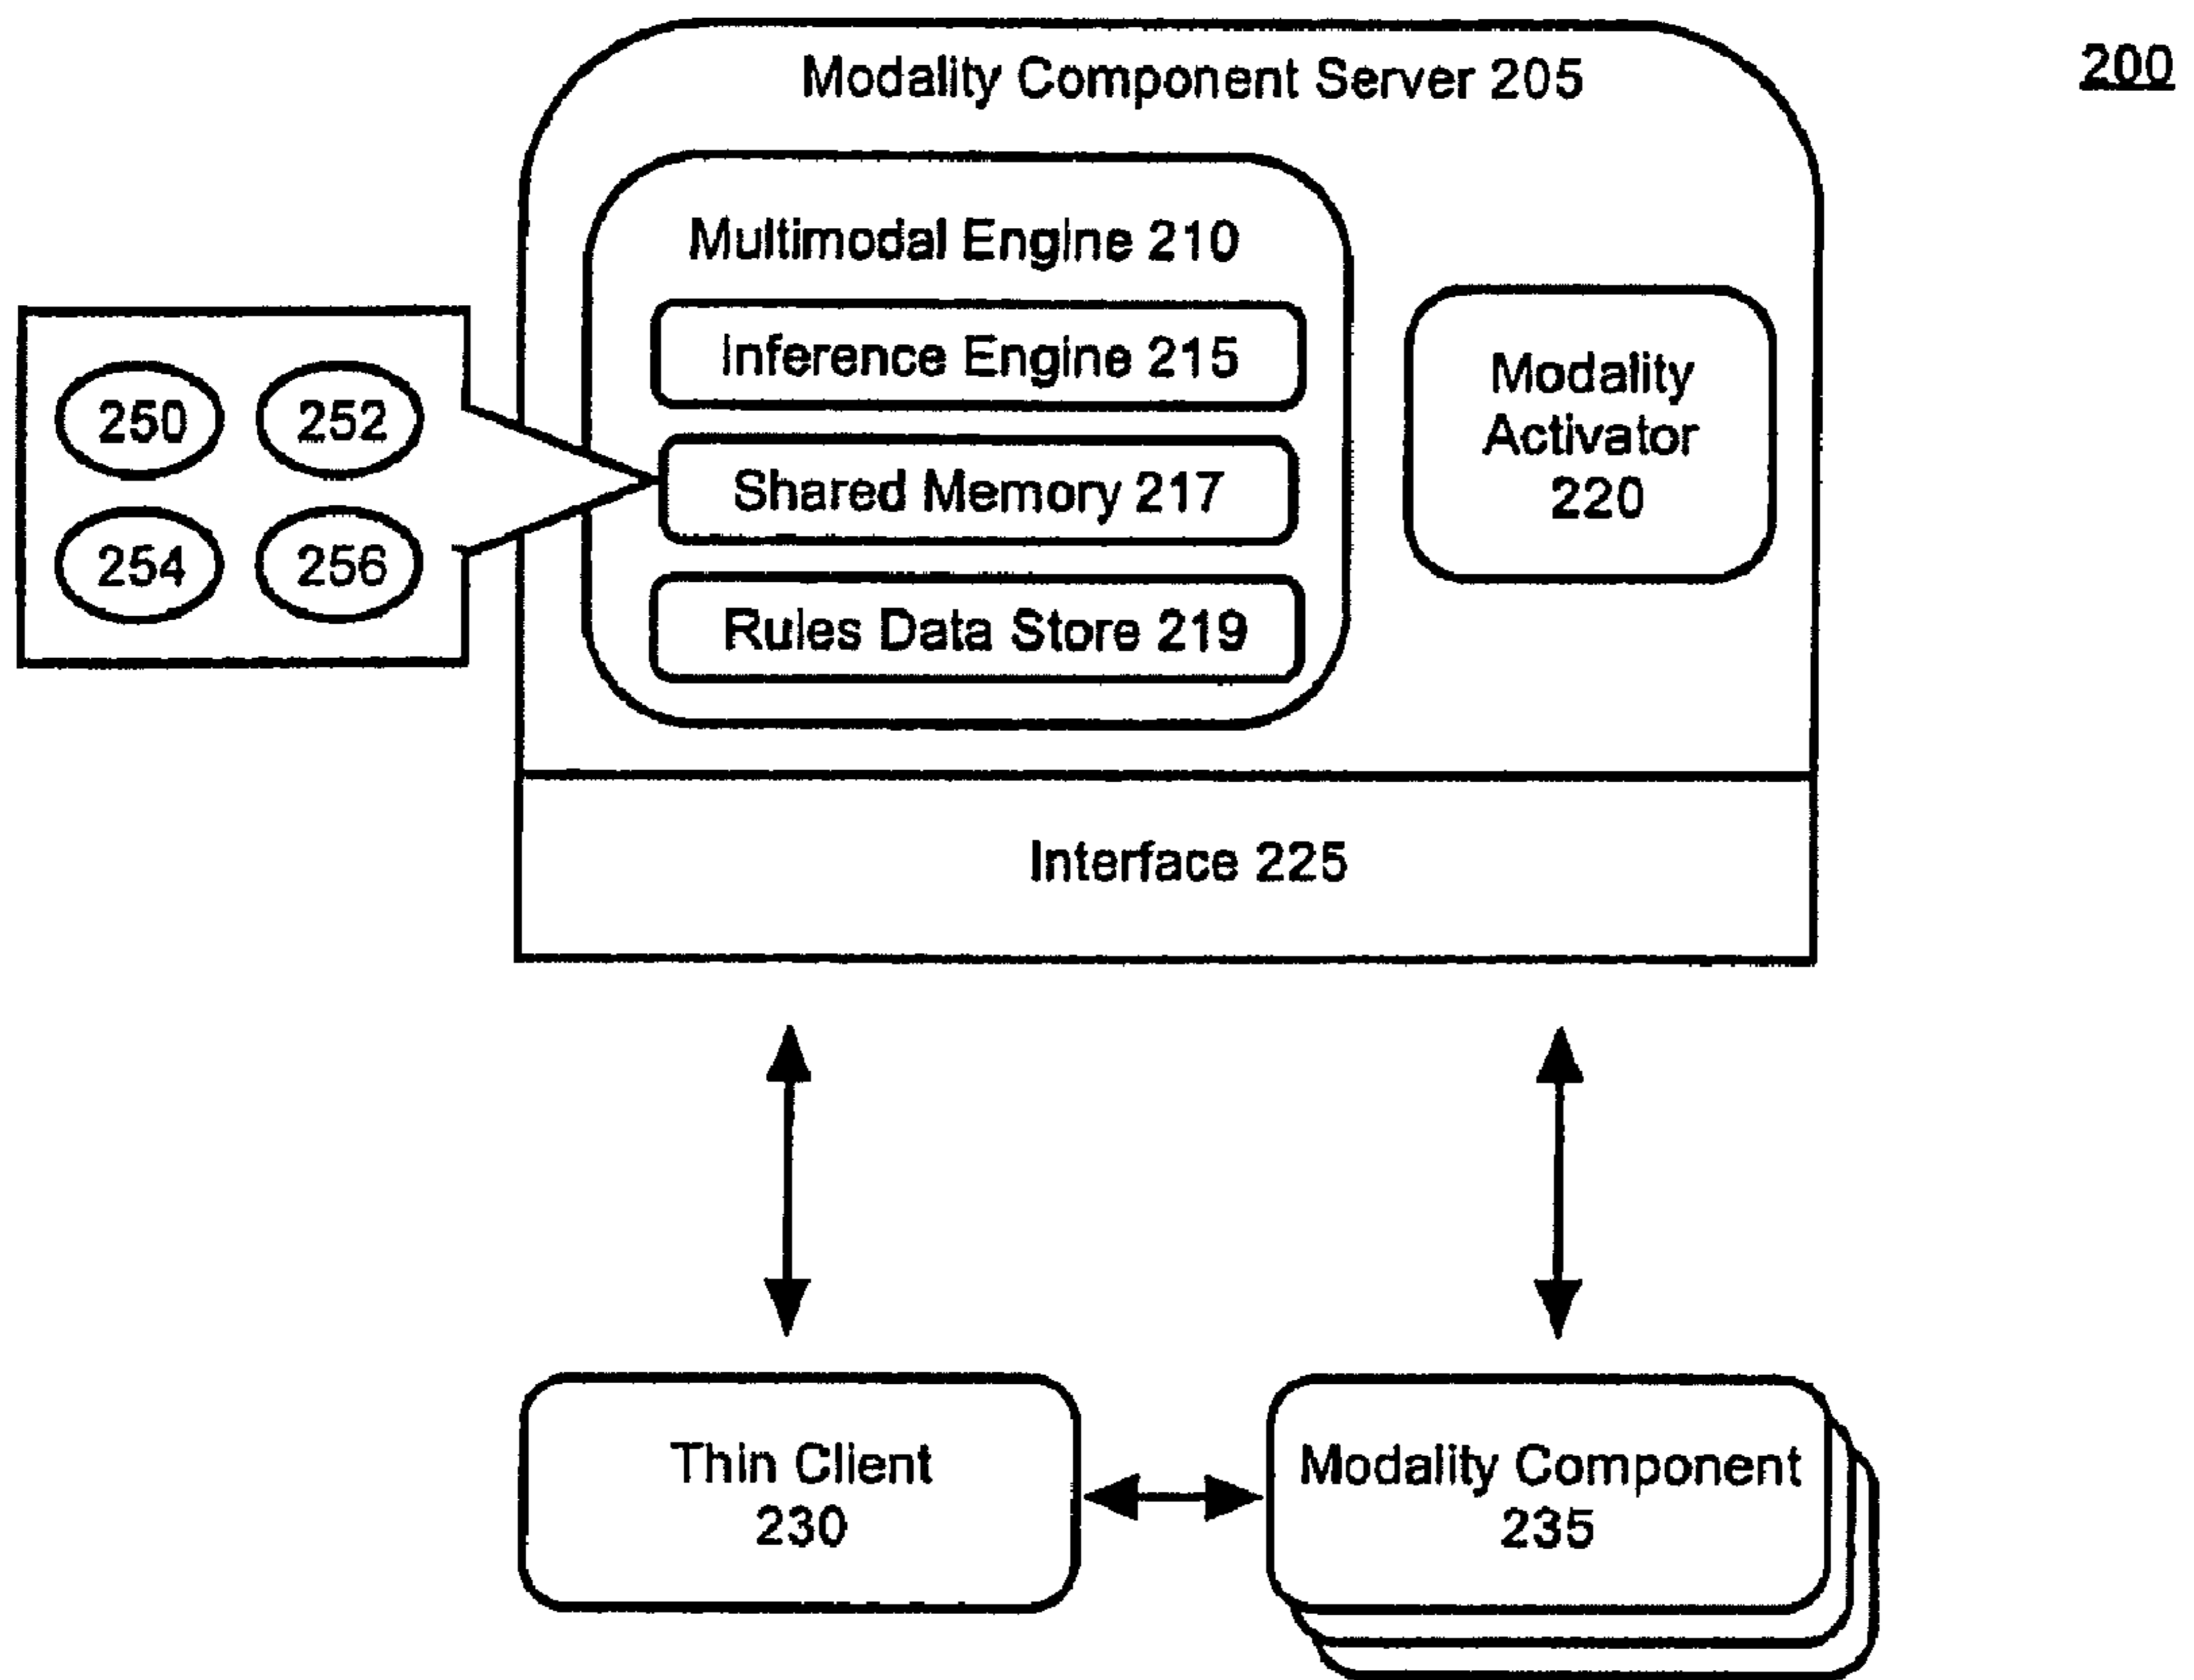 200
Modality Component Server 205
Multimodal Engine 210
Inference Engine 215
Shared Memory 217
Rules Data Store 219
Modality
Activator
220
250 252
254 256
Interface 225
Thin Client
230
Modality Component
235